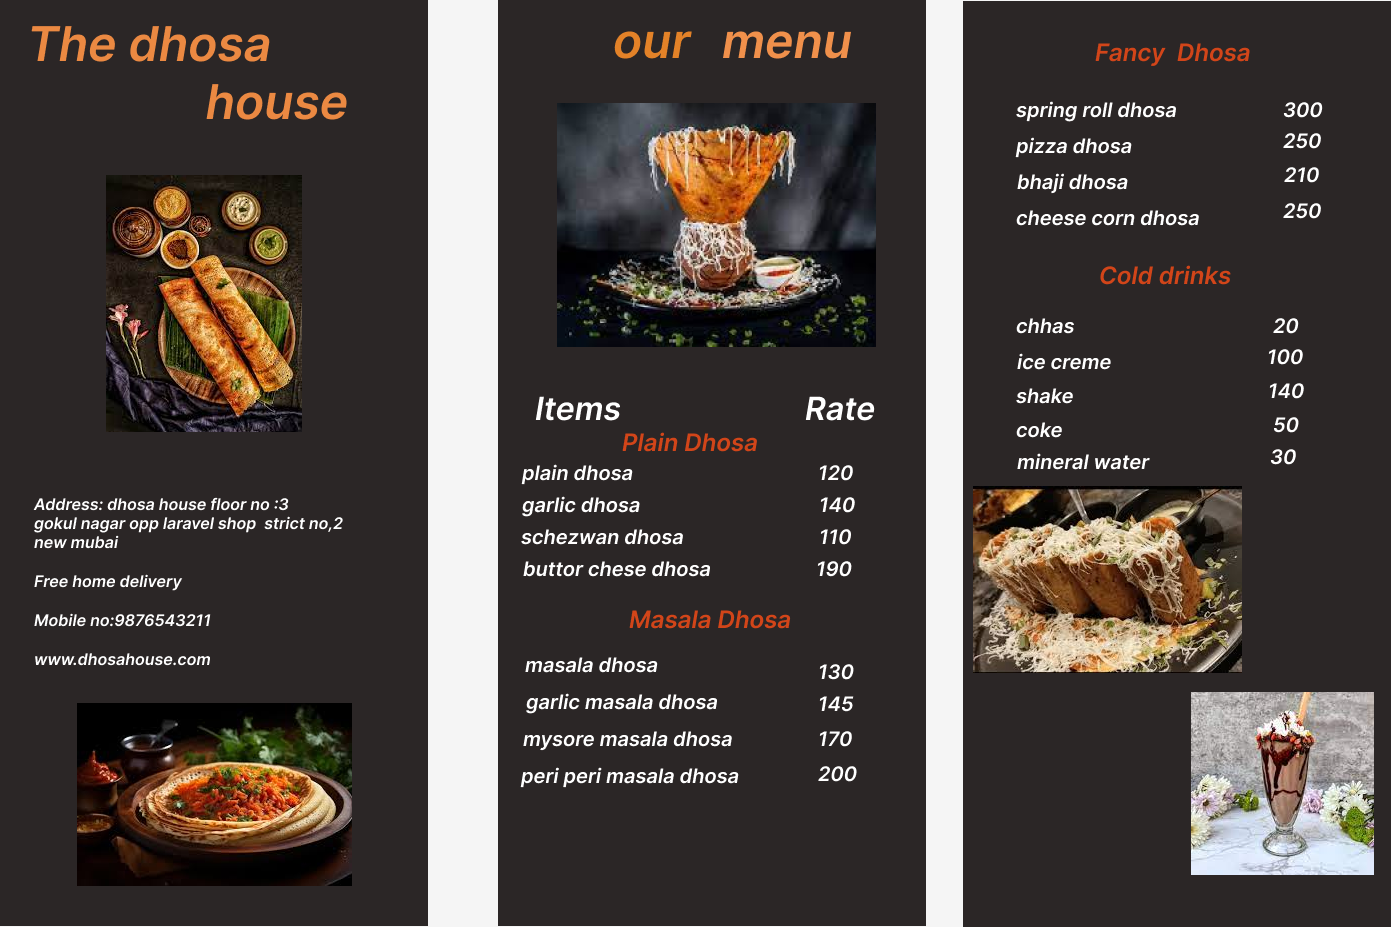 The dhosa
house
Address: dhosa house floor no :3
gokul nagar opp laravel shop  strict no,2
new mubai
Free home delivery
Mobile no:9876543211
www.dhosahouse.com
our menu
Items Rate
Plain Dhosa
plain dhosa 120
garlic dhosa 140
schezwan dhosa 110
buttor chese dhosa 190
Masala Dhosa
masala dhosa 130
garlic masala dhosa 145
mysore masala dhosa 170
peri peri masala dhosa 200
Fancy Dhosa
spring roll dhosa 300
pizza dhosa 250
bhaji dhosa 210
cheese corn dhosa 250
Cold drinks
chhas 20
ice creme 100
shake 140
coke 50
mineral water 30